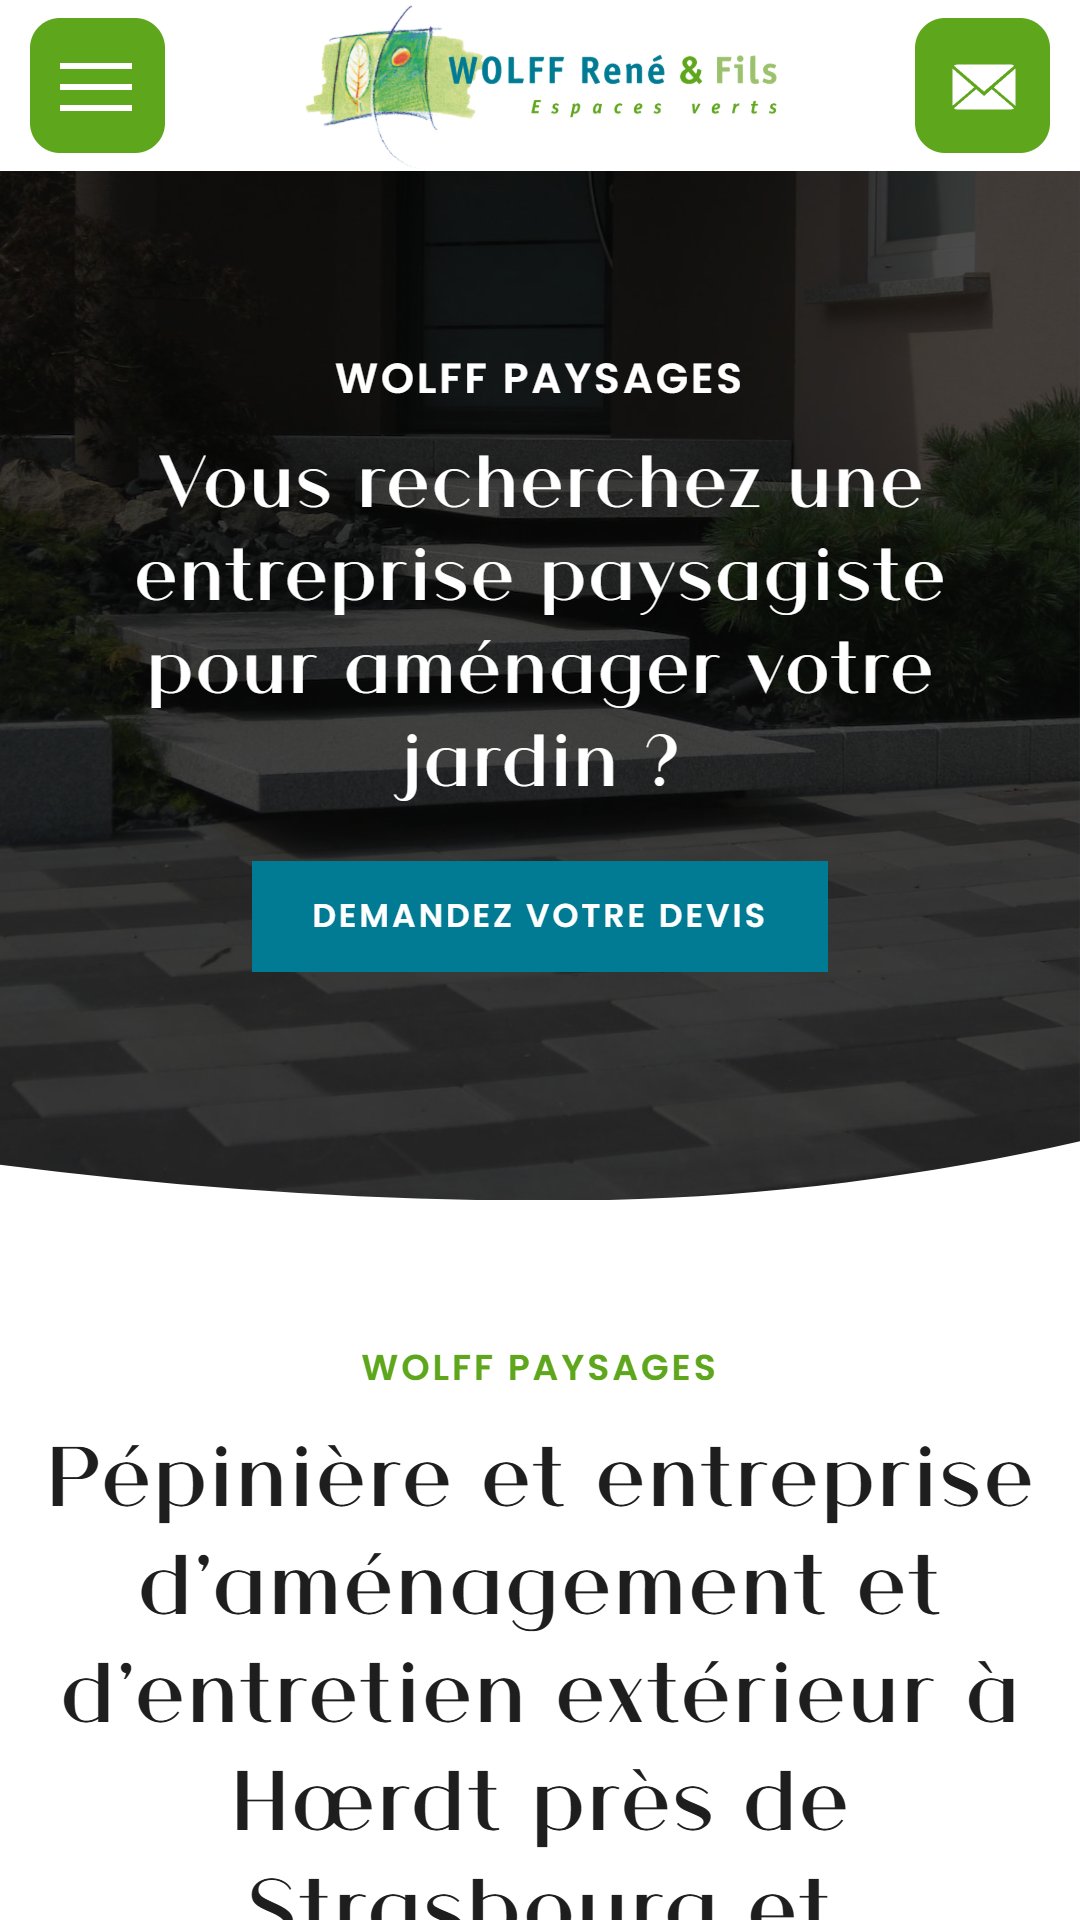 WOLFF René & Fils
Espaces verts
WOLFF PAYSAGES
Vous recherchez une
entreprise paysagiste
pour aménager votre
jardin ?
DEMANDEZ VOTRE DEVIS
WOLFF PAYSAGES
Pépinière et entreprise
d’aménagement et
d’entretien extérieur à
Hœrdt près de
Strasbourg et